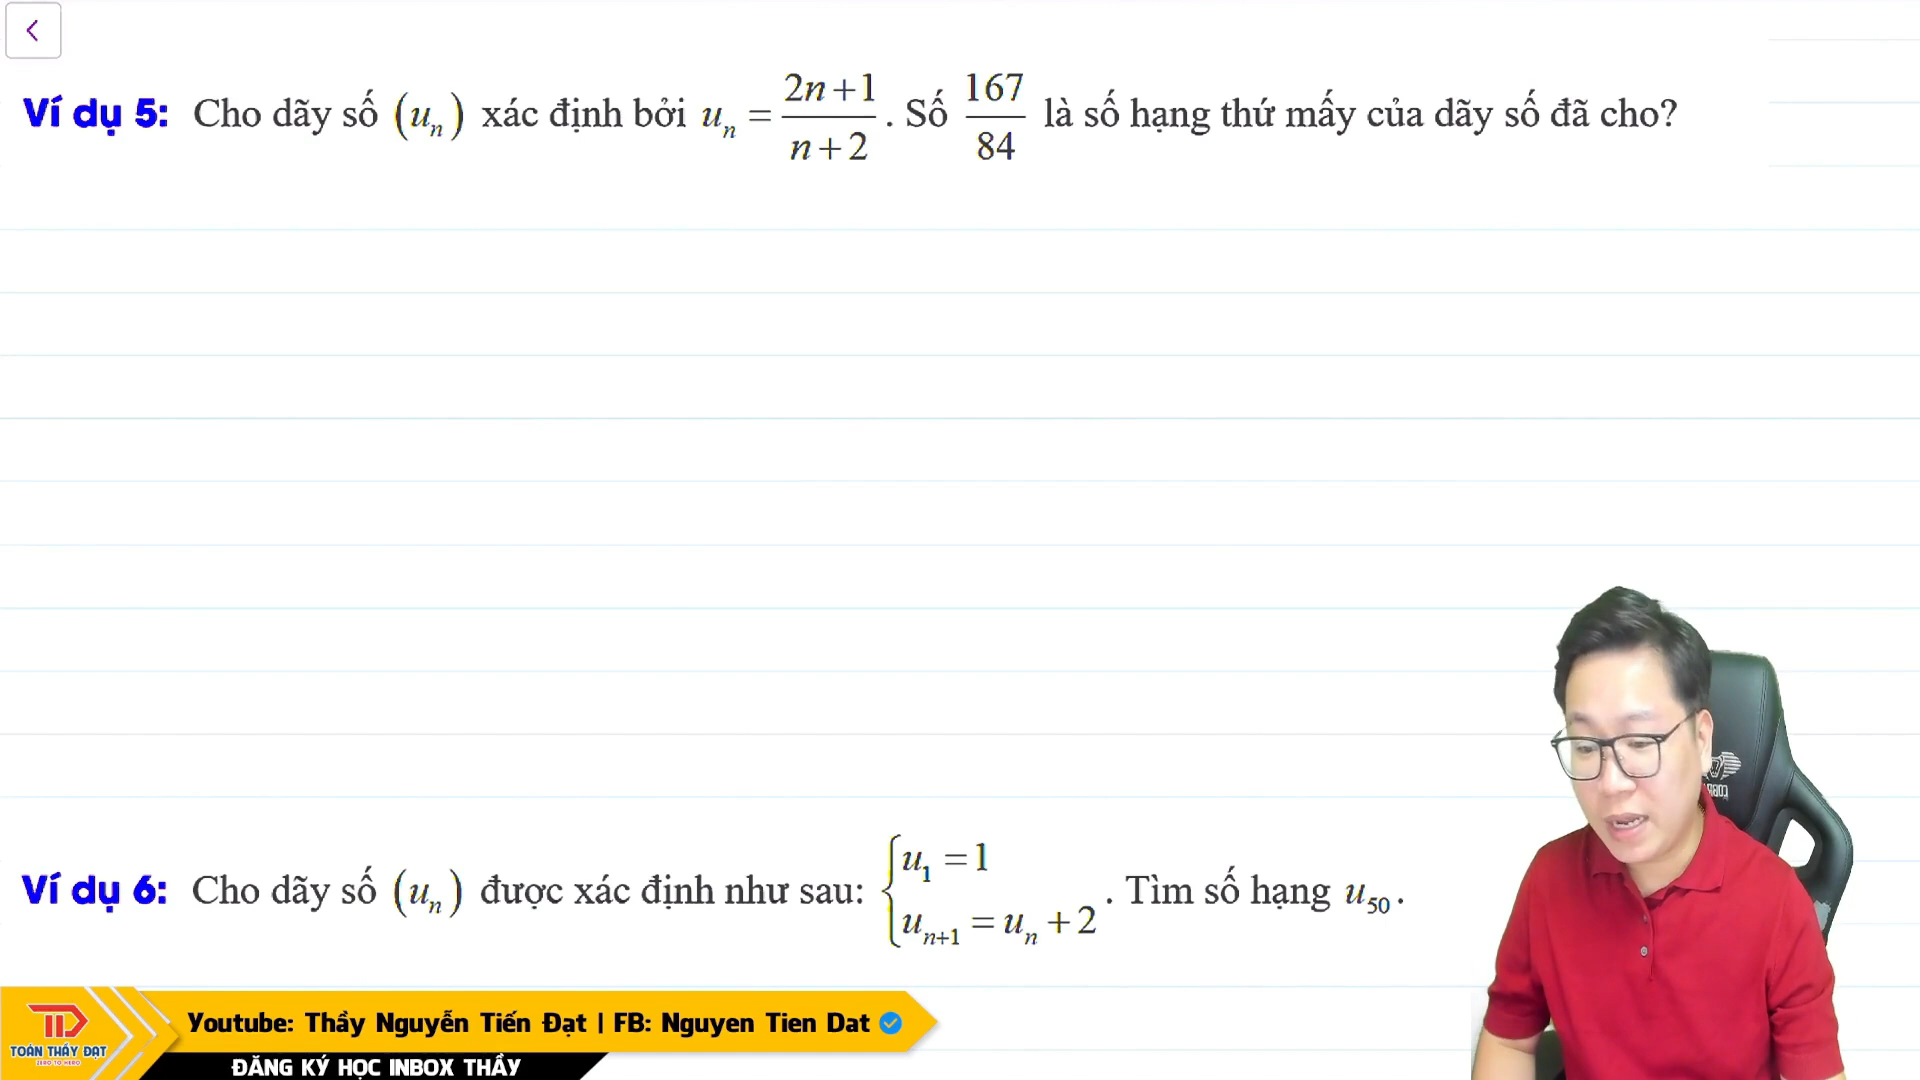 Ví dụ 5: Cho dãy số (uₙ) xác định bởi uₙ = (2n+1)/(n+2). Số 167/84 là số hạng thứ mấy của dãy số đã cho?
Ví dụ 6: Cho dãy số (uₙ) được xác định như sau: { u₁ = 1; uₙ₊₁ = uₙ + 2 . Tìm số hạng u₅₀.
TOÁN THẦY ĐẠT
ZERO TO HERO
Youtube: Thầy Nguyễn Tiến Đạt | FB: Nguyen Tien Dat
ĐĂNG KÝ HỌC INBOX THẦY